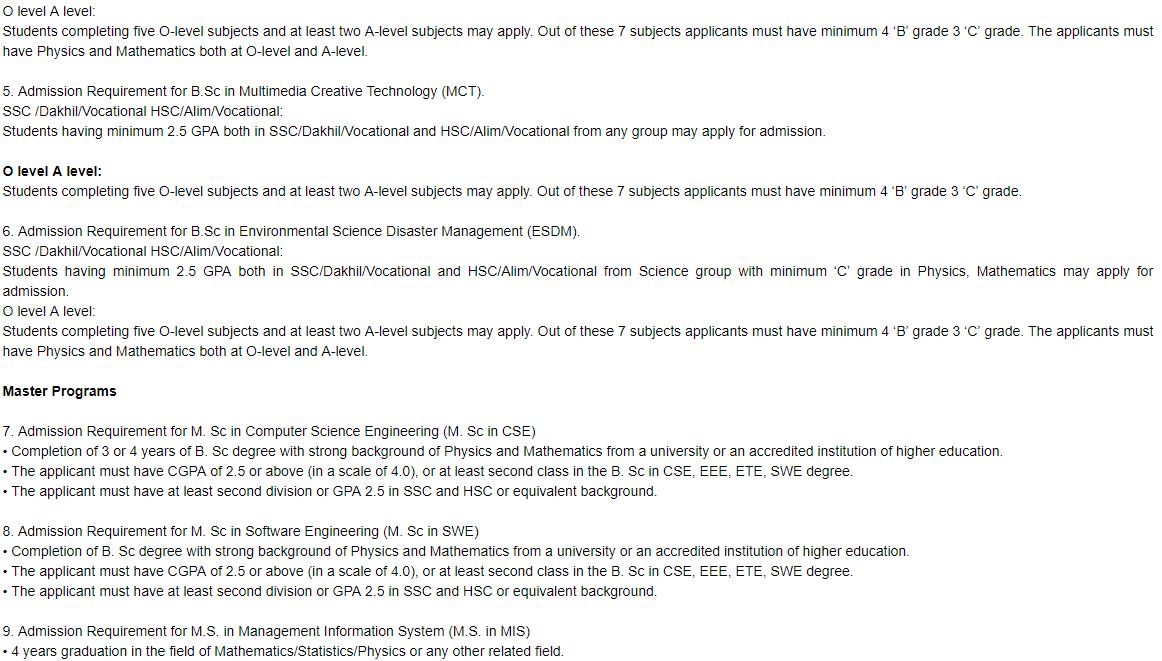 O level A level:
Students completing five O-level subjects and at least two A-level subjects may apply. Out of these 7 subjects applicants must have minimum 4 ‘B’ grade 3 ‘C’ grade. The applicants must
have Physics and Mathematics both at O-level and A-level.
5. Admission Requirement for B.Sc in Multimedia Creative Technology (MCT).
SSC /Dakhil/Vocational HSC/Alim/Vocational:
Students having minimum 2.5 GPA both in SSC/Dakhil/Vocational and HSC/Alim/Vocational from any group may apply for admission.
O level A level:
Students completing five O-level subjects and at least two A-level subjects may apply. Out of these 7 subjects applicants must have minimum 4 ‘B’ grade 3 ‘C’ grade.
6. Admission Requirement for B.Sc in Environmental Science Disaster Management (ESDM).
SSC /Dakhil/Vocational HSC/Alim/Vocational:
Students having minimum 2.5 GPA both in SSC/Dakhil/Vocational and HSC/Alim/Vocational from Science group with minimum ‘C’ grade in Physics, Mathematics may apply for
admission.
O level A level:
Students completing five O-level subjects and at least two A-level subjects may apply. Out of these 7 subjects applicants must have minimum 4 ‘B’ grade 3 ‘C’ grade. The applicants must
have Physics and Mathematics both at O-level and A-level.
Master Programs
7. Admission Requirement for M. Sc in Computer Science Engineering (M. Sc in CSE)
• Completion of 3 or 4 years of B. Sc degree with strong background of Physics and Mathematics from a university or an accredited institution of higher education.
• The applicant must have CGPA of 2.5 or above (in a scale of 4.0), or at least second class in the B. Sc in CSE, EEE, ETE, SWE degree.
• The applicant must have at least second division or GPA 2.5 in SSC and HSC or equivalent background.
8. Admission Requirement for M. Sc in Software Engineering (M. Sc in SWE)
• Completion of B. Sc degree with strong background of Physics and Mathematics from a university or an accredited institution of higher education.
• The applicant must have CGPA of 2.5 or above (in a scale of 4.0), or at least second class in the B. Sc in CSE, EEE, ETE, SWE degree.
• The applicant must have at least second division or GPA 2.5 in SSC and HSC or equivalent background.
9. Admission Requirement for M.S. in Management Information System (M.S. in MIS)
• 4 years graduation in the field of Mathematics/Statistics/Physics or any other related field.